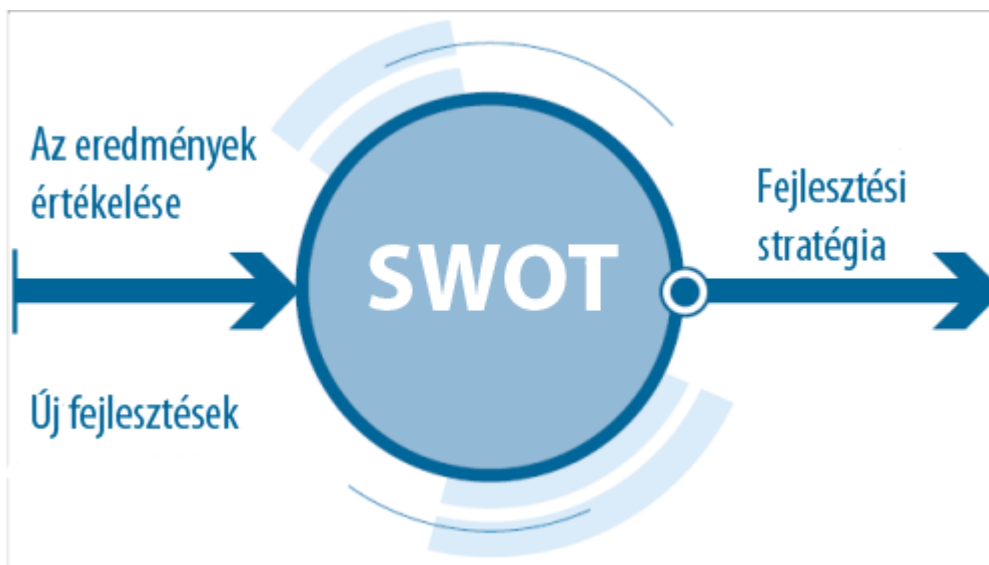 Az eredmények
értékelése
Új fejlesztések
SWOT
Fejlesztési
stratégia